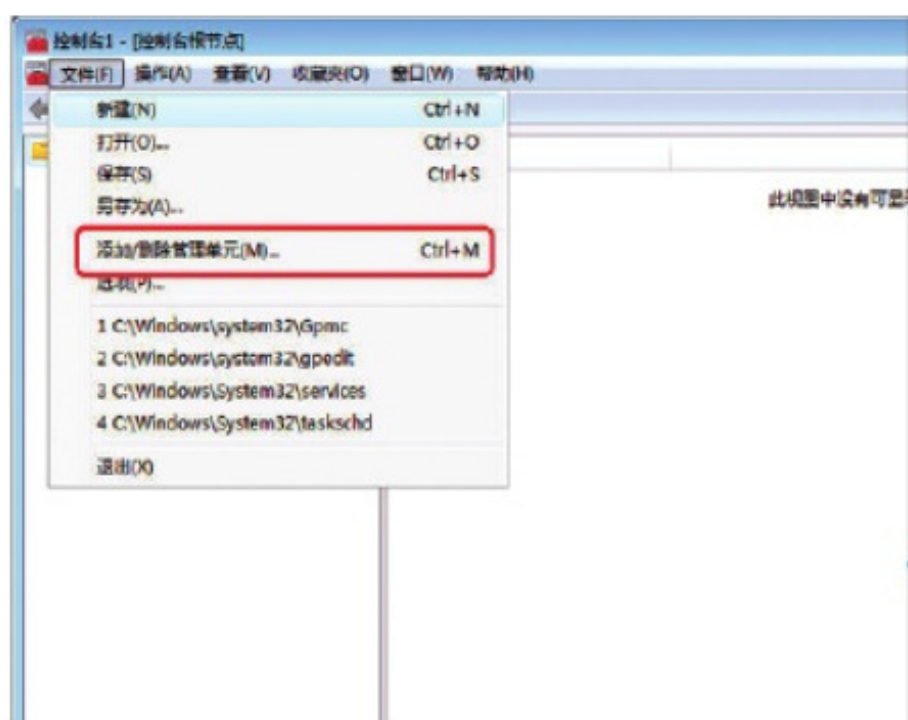 控制台1 - [控制台根节点]
文件(F) 操作(A) 查看(V) 收藏夹(O) 窗口(W) 帮助(H)
新建(N) Ctrl+N
打开(O)... Ctrl+O
保存(S) Ctrl+S
另存为(A)...
此视图中没有可显
添加/删除管理单元(M)... Ctrl+M
选项(P)...
1 C:\Windows\system32\Gpmc
2 C:\Windows\system32\gpedit
3 C:\Windows\System32\services
4 C:\Windows\System32\taskschd
退出(X)